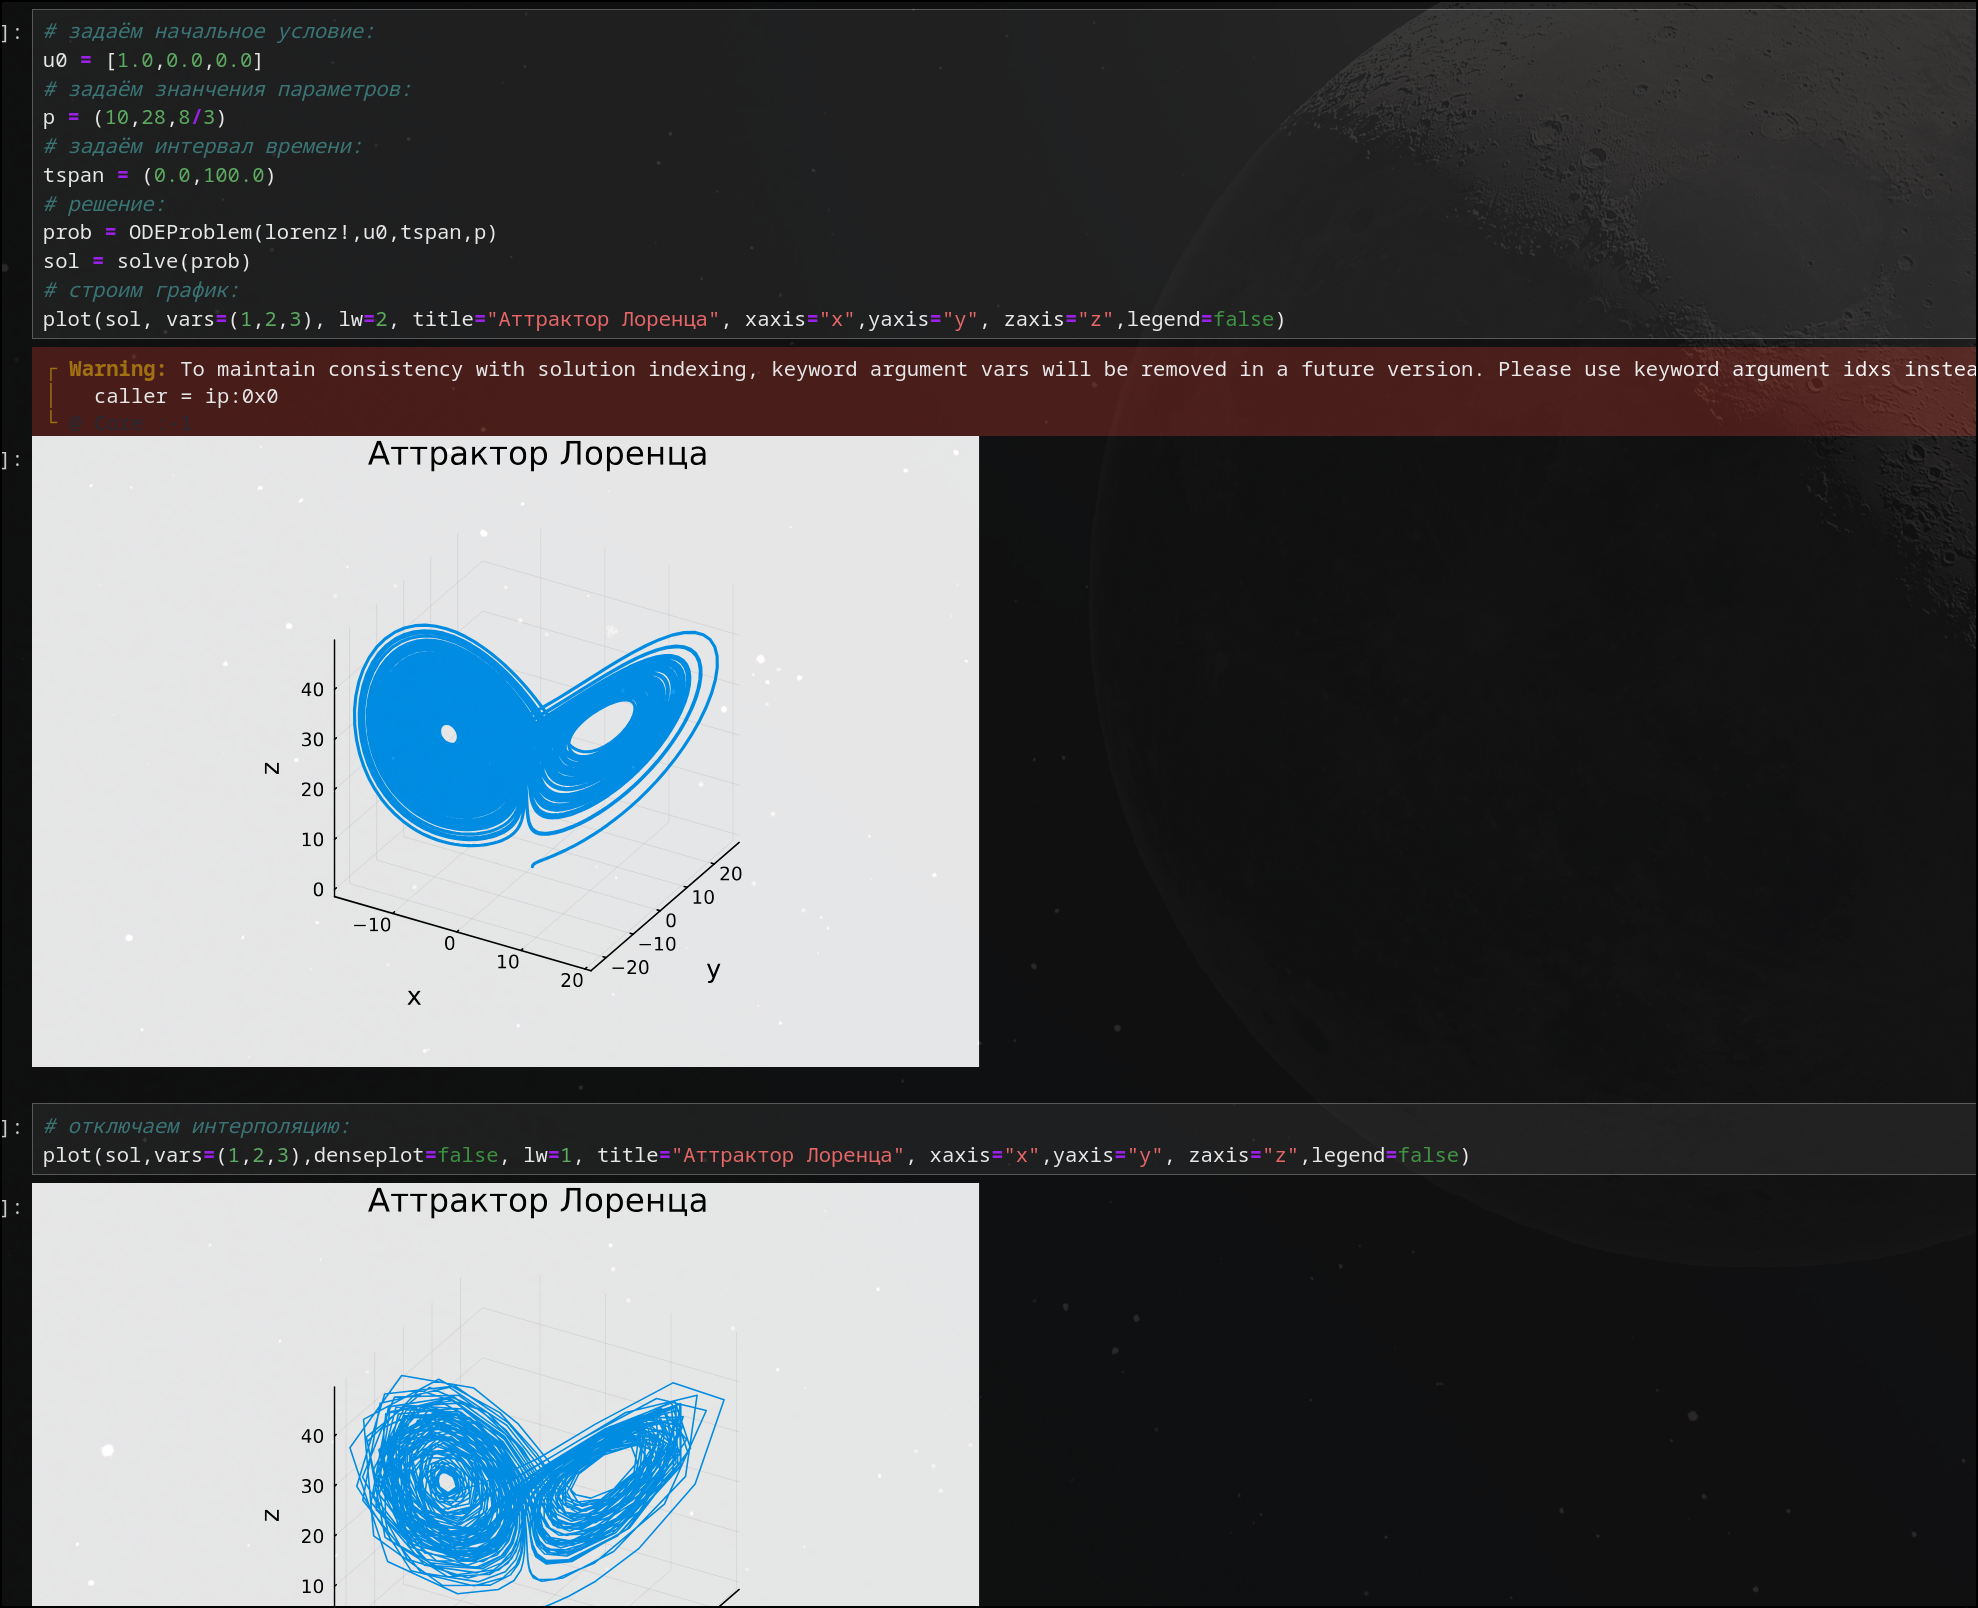 ]:
# задаём начальное условие:
u0 = [1.0,0.0,0.0]
# задаём знанчения параметров:
p = (10,28,8/3)
# задаём интервал времени:
tspan = (0.0,100.0)
# решение:
prob = ODEProblem(lorenz!,u0,tspan,p)
sol = solve(prob)
# строим график:
plot(sol, vars=(1,2,3), lw=2, title="Аттрактор Лоренца", xaxis="x",yaxis="y", zaxis="z",legend=false)
┌ Warning: To maintain consistency with solution indexing, keyword argument vars will be removed in a future version. Please use keyword argument idxs instea
│   caller = ip:0x0
└ @ Core :-1
]:
Аттрактор Лоренца
40
30
z
20
10
0
−10
0
10
20
x
20
10
0
−10
−20
y
]:
# отключаем интерполяцию:
plot(sol,vars=(1,2,3),denseplot=false, lw=1, title="Аттрактор Лоренца", xaxis="x",yaxis="y", zaxis="z",legend=false)
]:
Аттрактор Лоренца
40
30
z
20
10